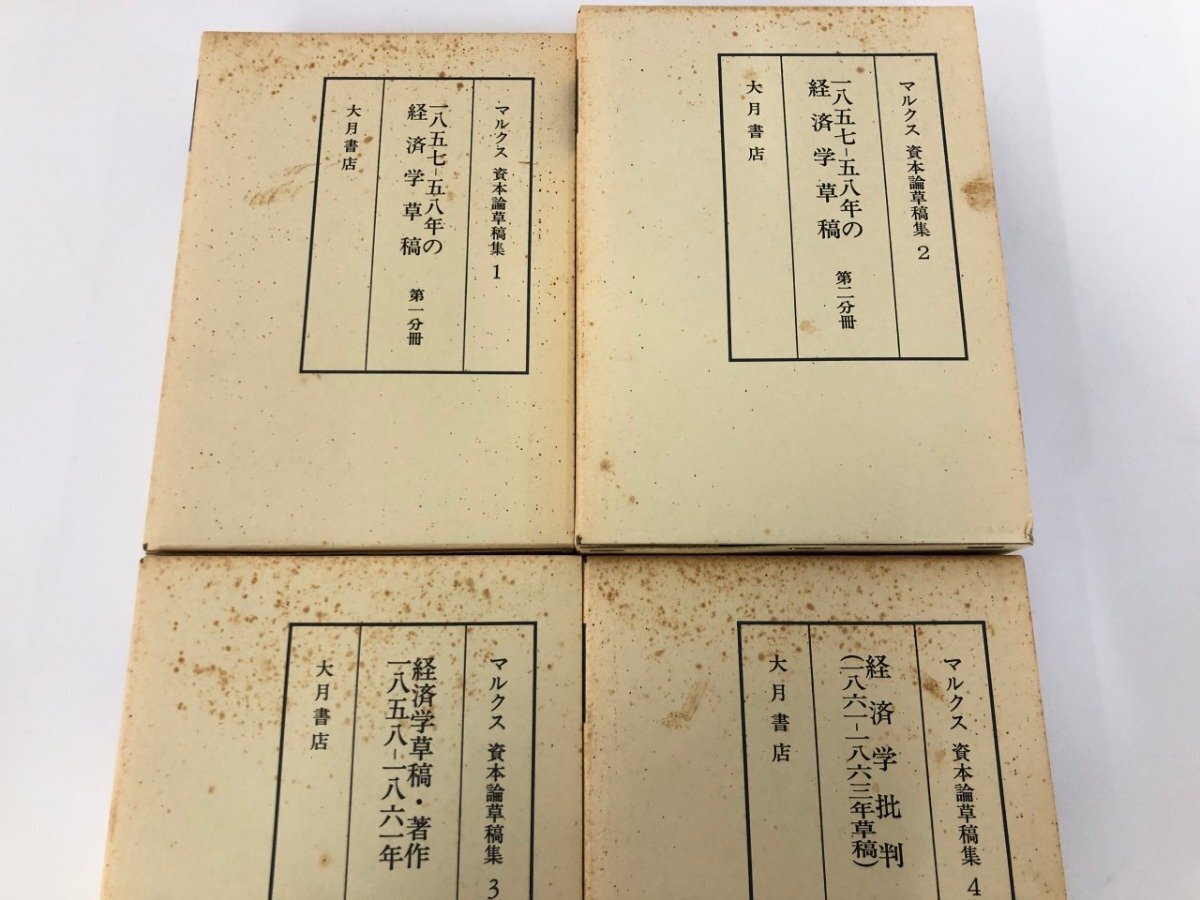 マルクス 資本論草稿集 1
一八五七-五八年の
経済学草稿 第一分冊
大月書店
マルクス 資本論草稿集 2
一八五七-五八年の
経済学草稿 第二分冊
大月書店
マルクス 資本論草稿集 3
経済学草稿・著作
一八五八-一八六一年
大月書店
マルクス 資本論草稿集 4
経済学批判
(一八六一-一八六三年草稿)
大月書店